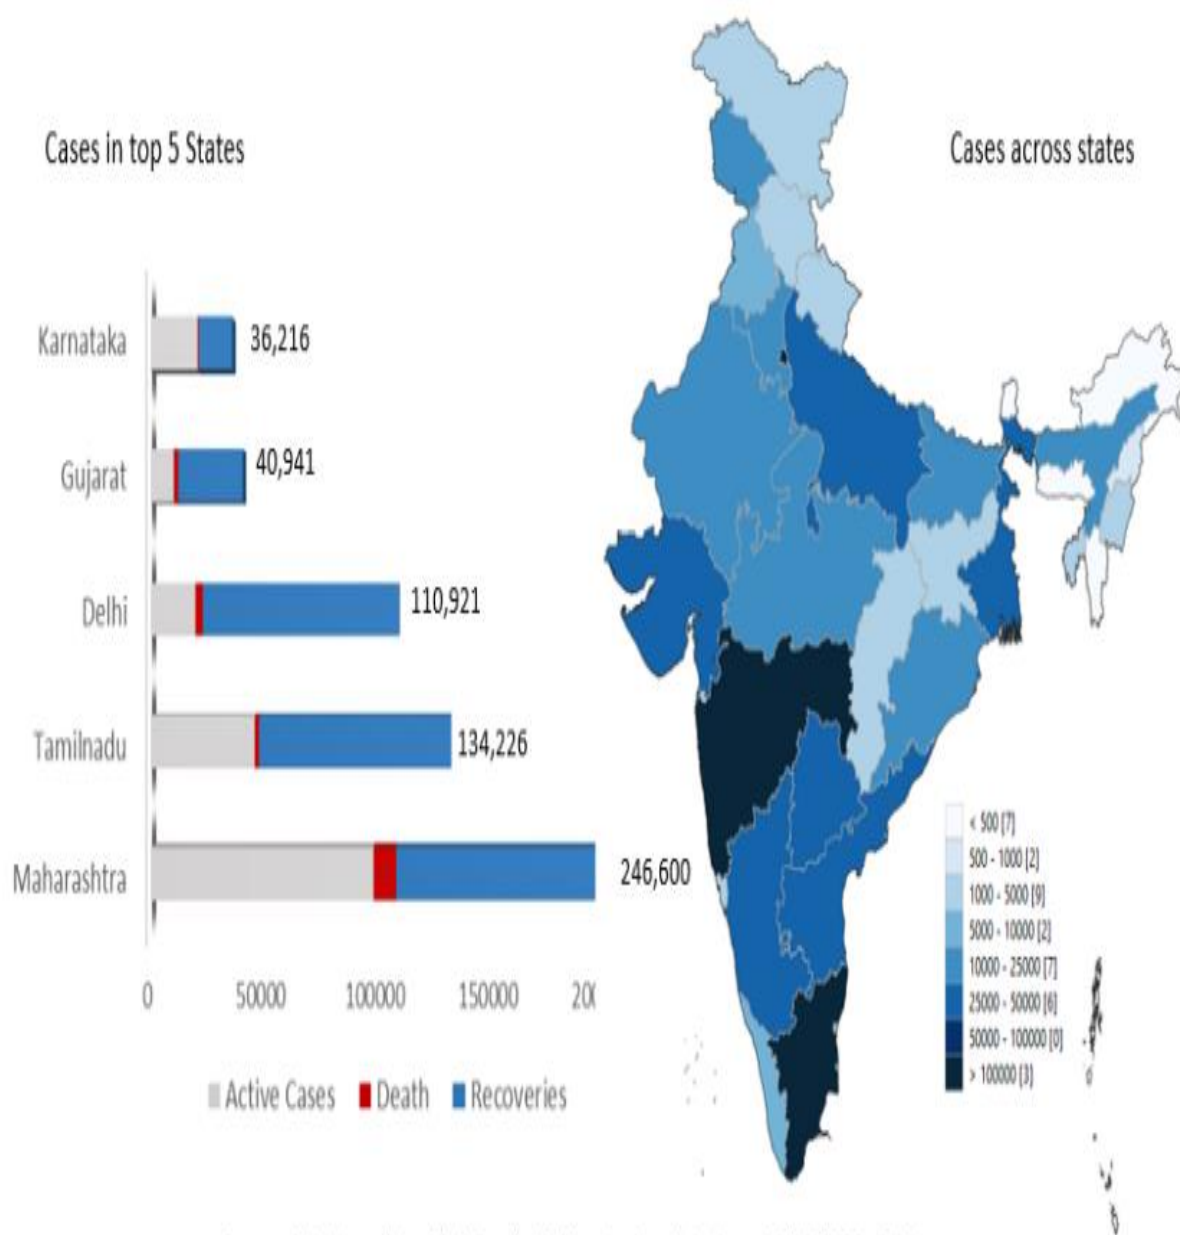 Cases in top 5 States
Cases across states
Karnataka
36,216
Gujarat
40,941
Delhi
110,921
Tamilnadu
134,226
Maharashtra
246,600
0 50000 100000 150000 20
Active Cases Death Recoveries
< 500 [7]
500 - 1000 [2]
1000 - 5000 [9]
5000 - 10000 [2]
10000 - 25000 [7]
25000 - 50000 [6]
50000 - 100000 [0]
> 100000 [3]